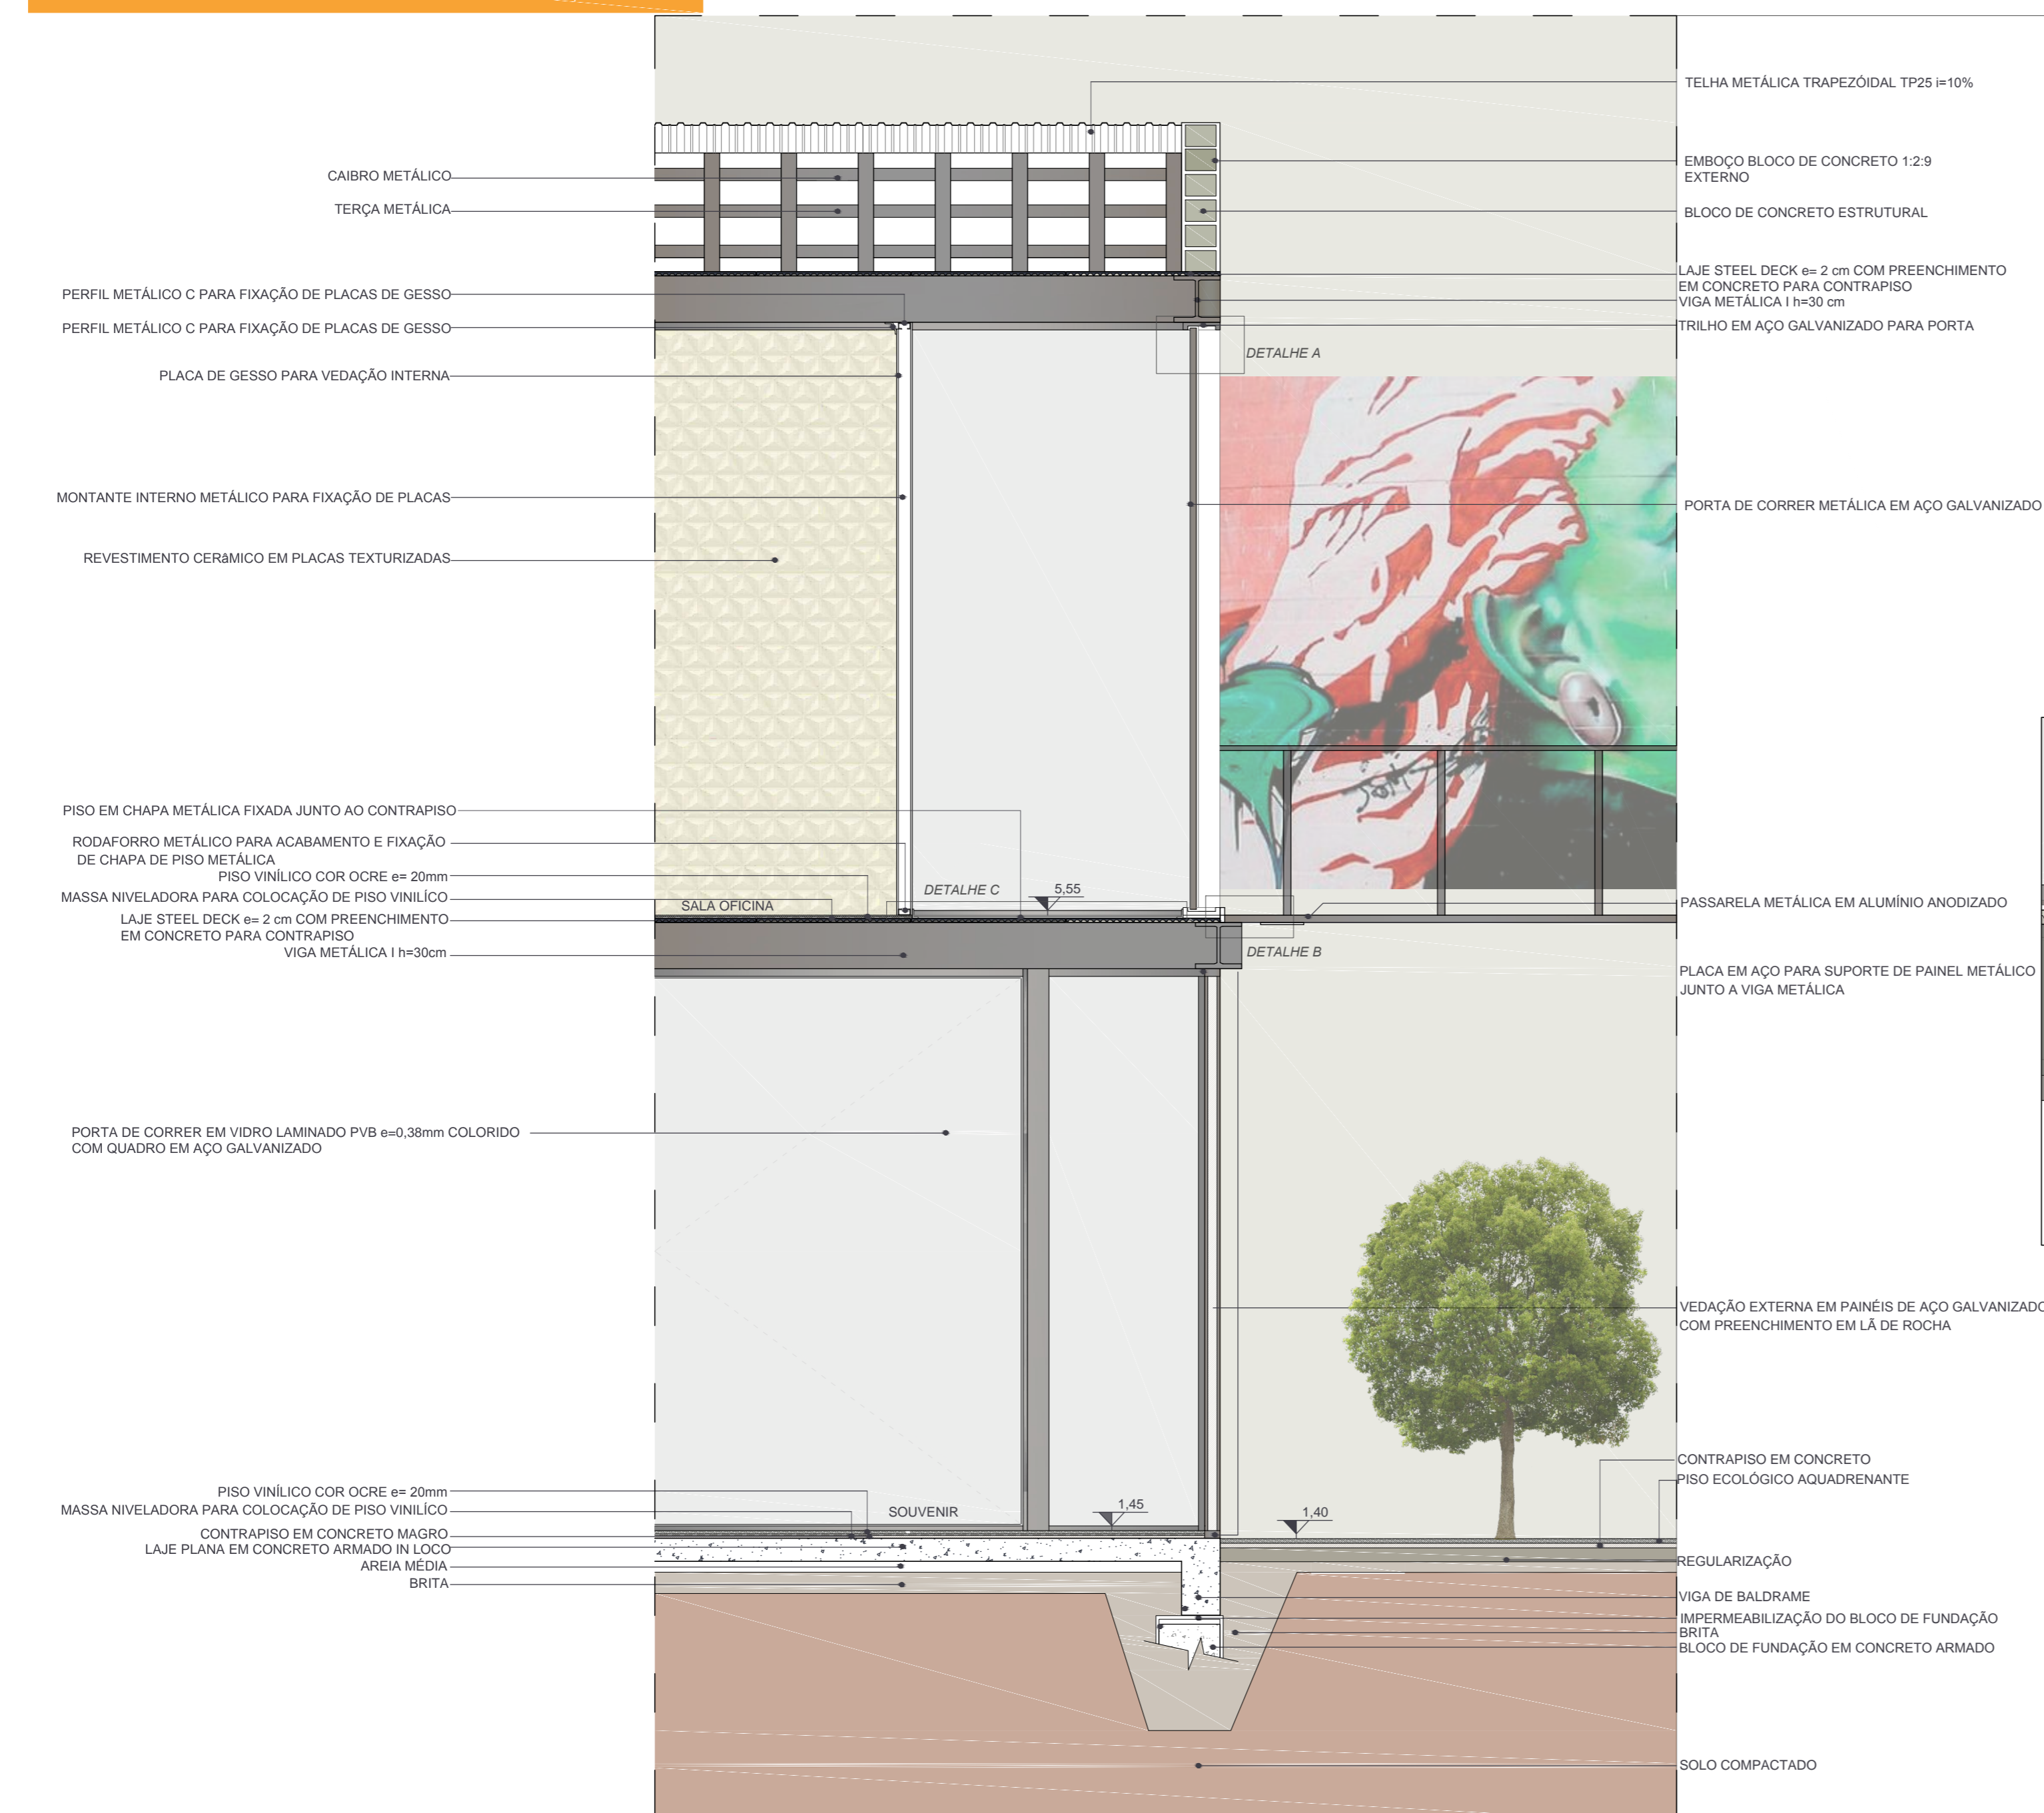 CAIBRO METÁLICO
TERÇA METÁLICA
PERFIL METÁLICO C PARA FIXAÇÃO DE PLACAS DE GESSO
PERFIL METÁLICO C PARA FIXAÇÃO DE PLACAS DE GESSO
PLACA DE GESSO PARA VEDAÇÃO INTERNA
MONTANTE INTERNO METÁLICO PARA FIXAÇÃO DE PLACAS
REVESTIMENTO CERâMICO EM PLACAS TEXTURIZADAS
PISO EM CHAPA METÁLICA FIXADA JUNTO AO CONTRAPISO
RODAFORRO METÁLICO PARA ACABAMENTO E FIXAÇÃO
DE CHAPA DE PISO METÁLICA
PISO VINÍLICO COR OCRE e= 20mm
MASSA NIVELADORA PARA COLOCAÇÃO DE PISO VINILÍCO
LAJE STEEL DECK e= 2 cm COM PREENCHIMENTO
EM CONCRETO PARA CONTRAPISO
VIGA METÁLICA I h=30cm
PORTA DE CORRER EM VIDRO LAMINADO PVB e=0,38mm COLORIDO
COM QUADRO EM AÇO GALVANIZADO
PISO VINÍLICO COR OCRE e= 20mm
MASSA NIVELADORA PARA COLOCAÇÃO DE PISO VINILÍCO
CONTRAPISO EM CONCRETO MAGRO
LAJE PLANA EM CONCRETO ARMADO IN LOCO
AREIA MÉDIA
BRITA
DETALHE A
DETALHE C
5,55
SALA OFICINA
DETALHE B
SOUVENIR
1,45
1,40
TELHA METÁLICA TRAPEZÓIDAL TP25 i=10%
EMBOÇO BLOCO DE CONCRETO 1:2:9
EXTERNO
BLOCO DE CONCRETO ESTRUTURAL
LAJE STEEL DECK e= 2 cm COM PREENCHIMENTO
EM CONCRETO PARA CONTRAPISO
VIGA METÁLICA I h=30 cm
TRILHO EM AÇO GALVANIZADO PARA PORTA
PORTA DE CORRER METÁLICA EM AÇO GALVANIZADO
PASSARELA METÁLICA EM ALUMÍNIO ANODIZADO
PLACA EM AÇO PARA SUPORTE DE PAINEL METÁLICO
JUNTO A VIGA METÁLICA
VEDAÇÃO EXTERNA EM PAINÉIS DE AÇO GALVANIZADO
COM PREENCHIMENTO EM LÃ DE ROCHA
CONTRAPISO EM CONCRETO
PISO ECOLÓGICO AQUADRENANTE
REGULARIZAÇÃO
VIGA DE BALDRAME
IMPERMEABILIZAÇÃO DO BLOCO DE FUNDAÇÃO
BRITA
BLOCO DE FUNDAÇÃO EM CONCRETO ARMADO
SOLO COMPACTADO